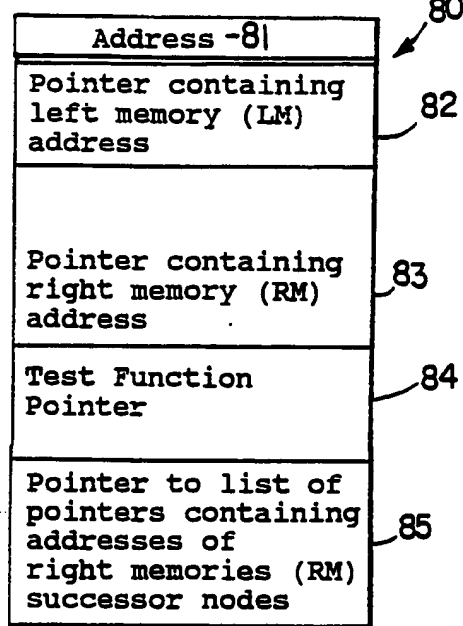 80
Address -81
Pointer containing
left memory (LM)
address
82
Pointer containing
right memory (RM)
address
83
Test Function
Pointer
84
Pointer to list of
pointers containing
addresses of
right memories (RM)
successor nodes
85